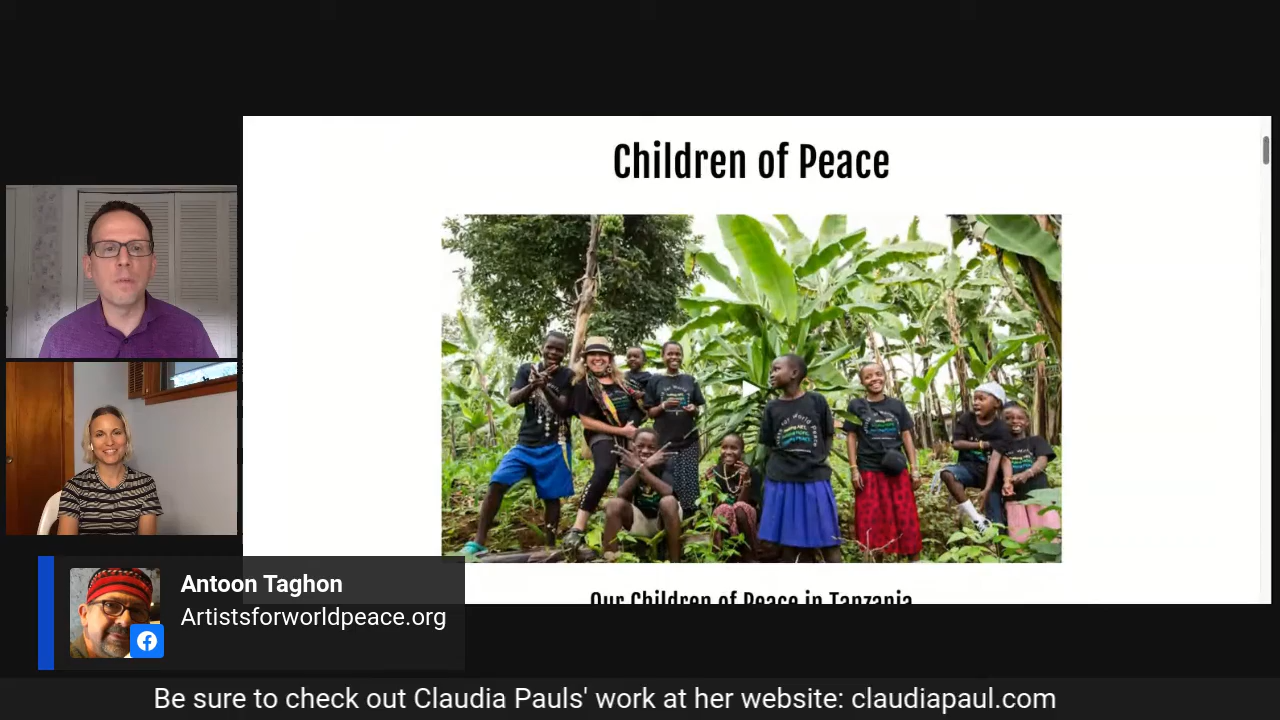 Children of Peace
Our Children of Peace in Tanzania
Antoon Taghon
Artistsforworldpeace.org
Be sure to check out Claudia Pauls' work at her website: claudiapaul.com